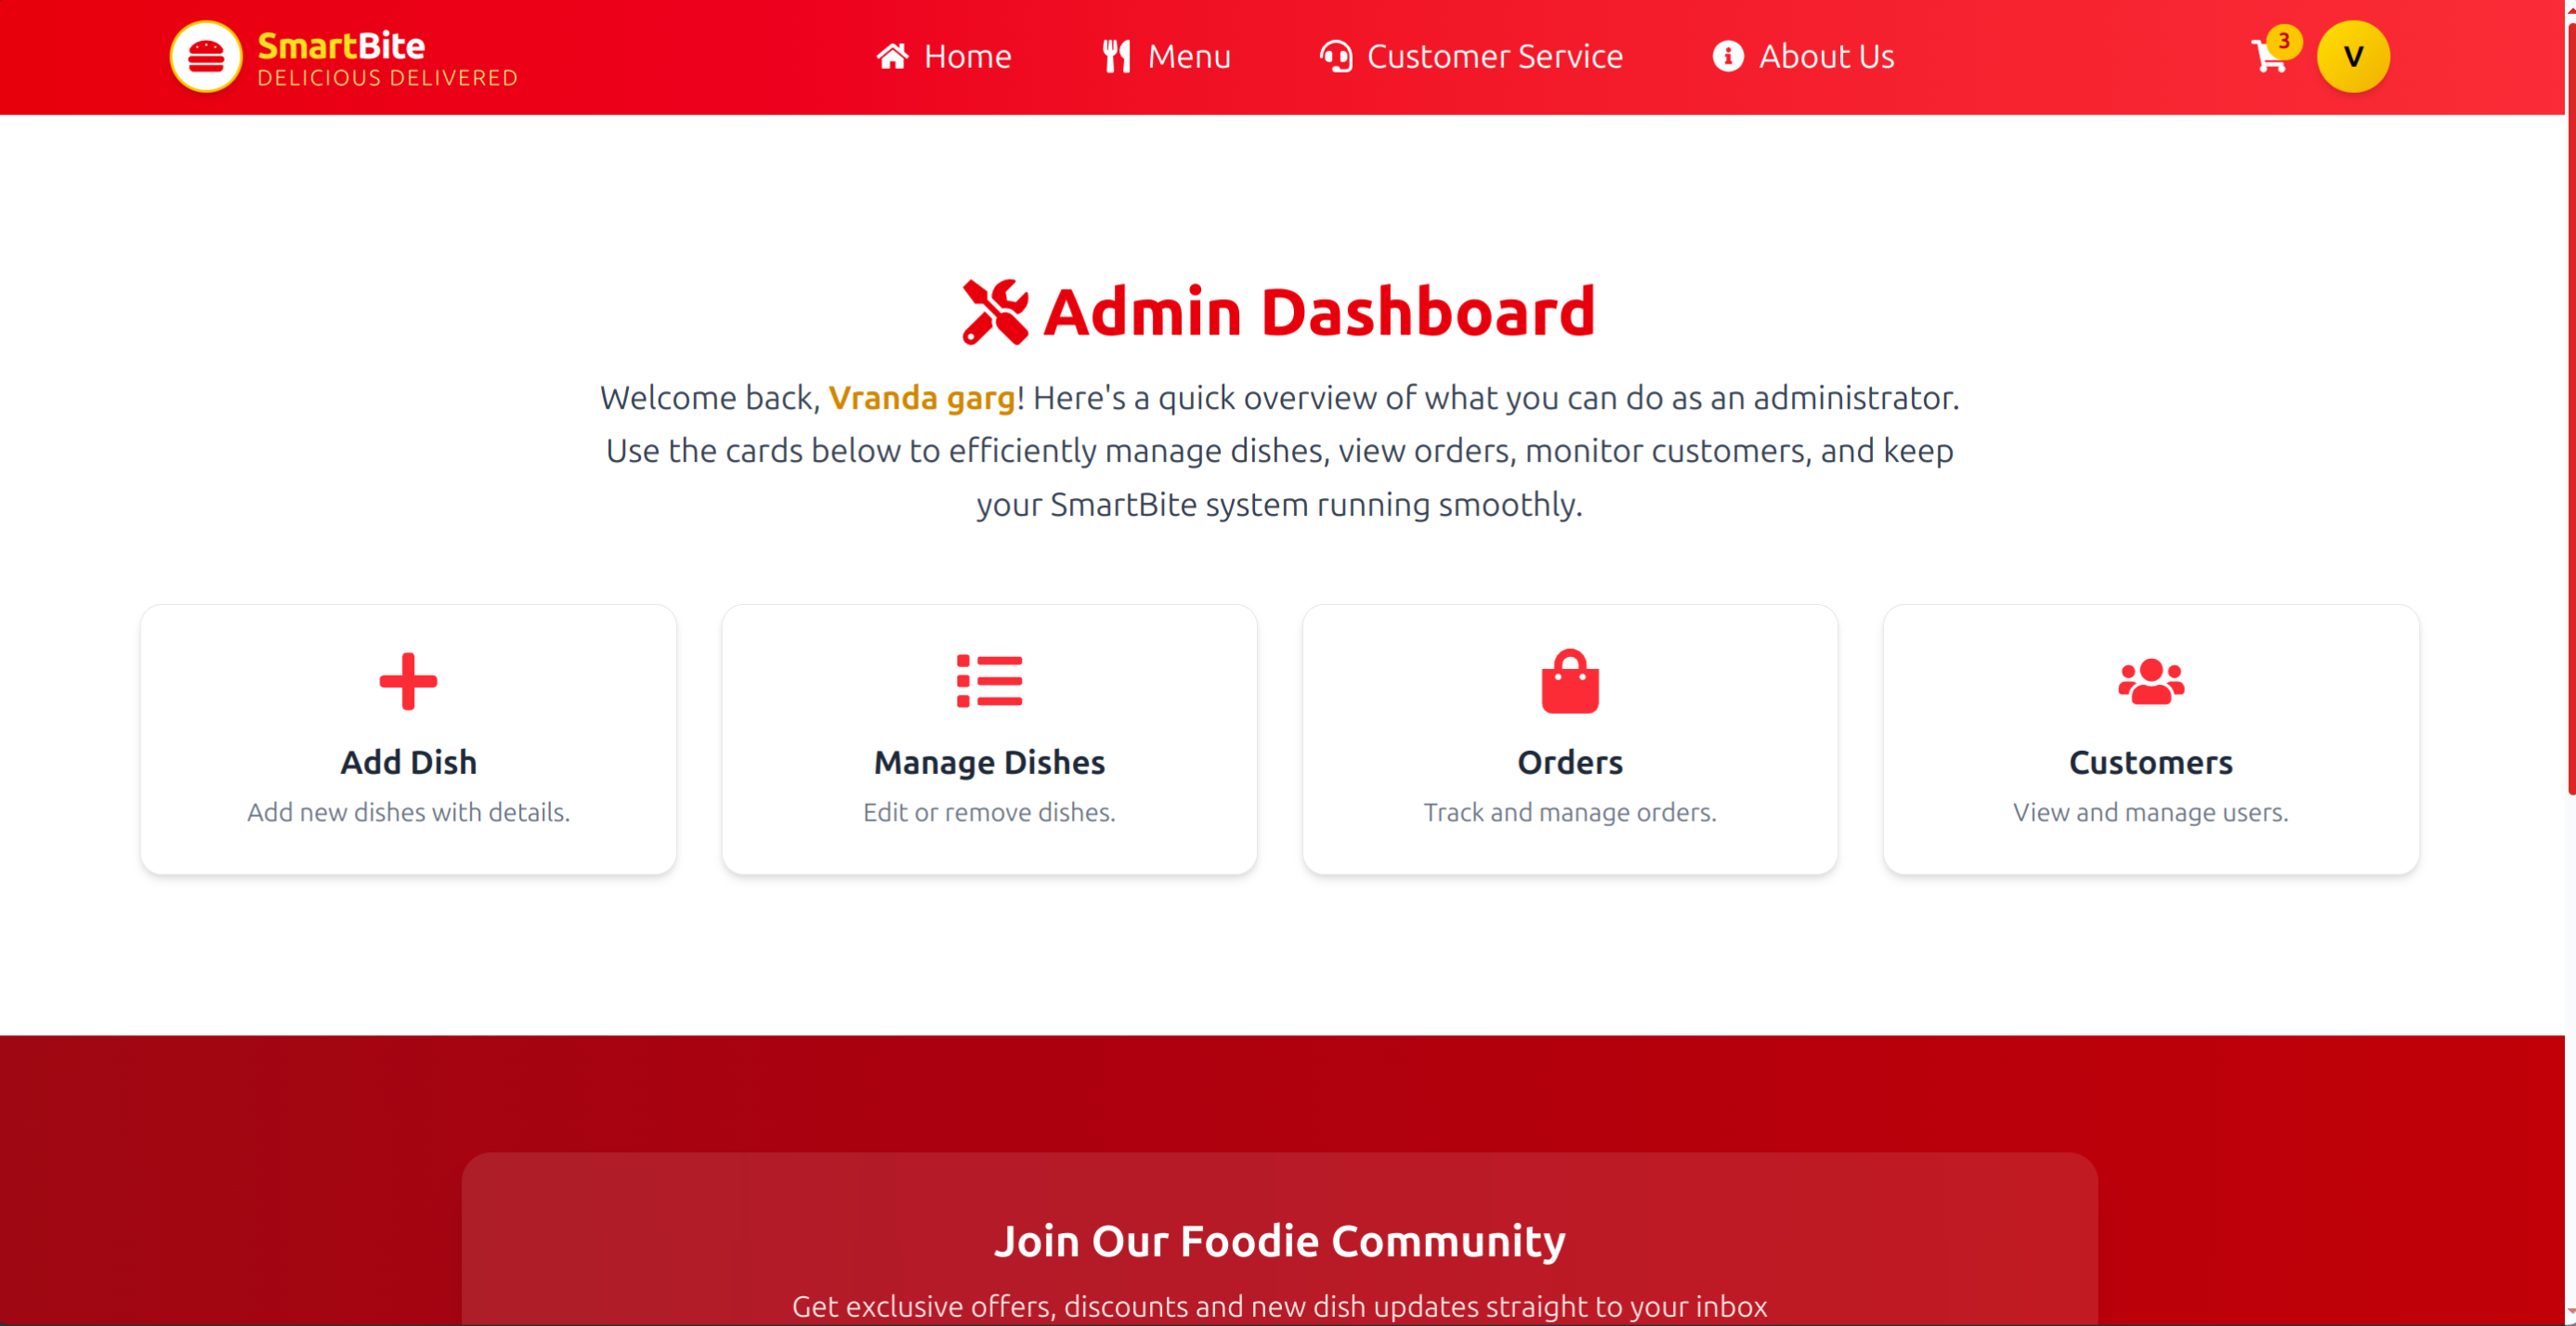 SmartBite
DELICIOUS DELIVERED
Home
Menu
Customer Service
About Us
3
V
Admin Dashboard
Welcome back, Vranda garg! Here's a quick overview of what you can do as an administrator.
Use the cards below to efficiently manage dishes, view orders, monitor customers, and keep
your SmartBite system running smoothly.
Add Dish
Add new dishes with details.
Manage Dishes
Edit or remove dishes.
Orders
Track and manage orders.
Customers
View and manage users.
Join Our Foodie Community
Get exclusive offers, discounts and new dish updates straight to your inbox